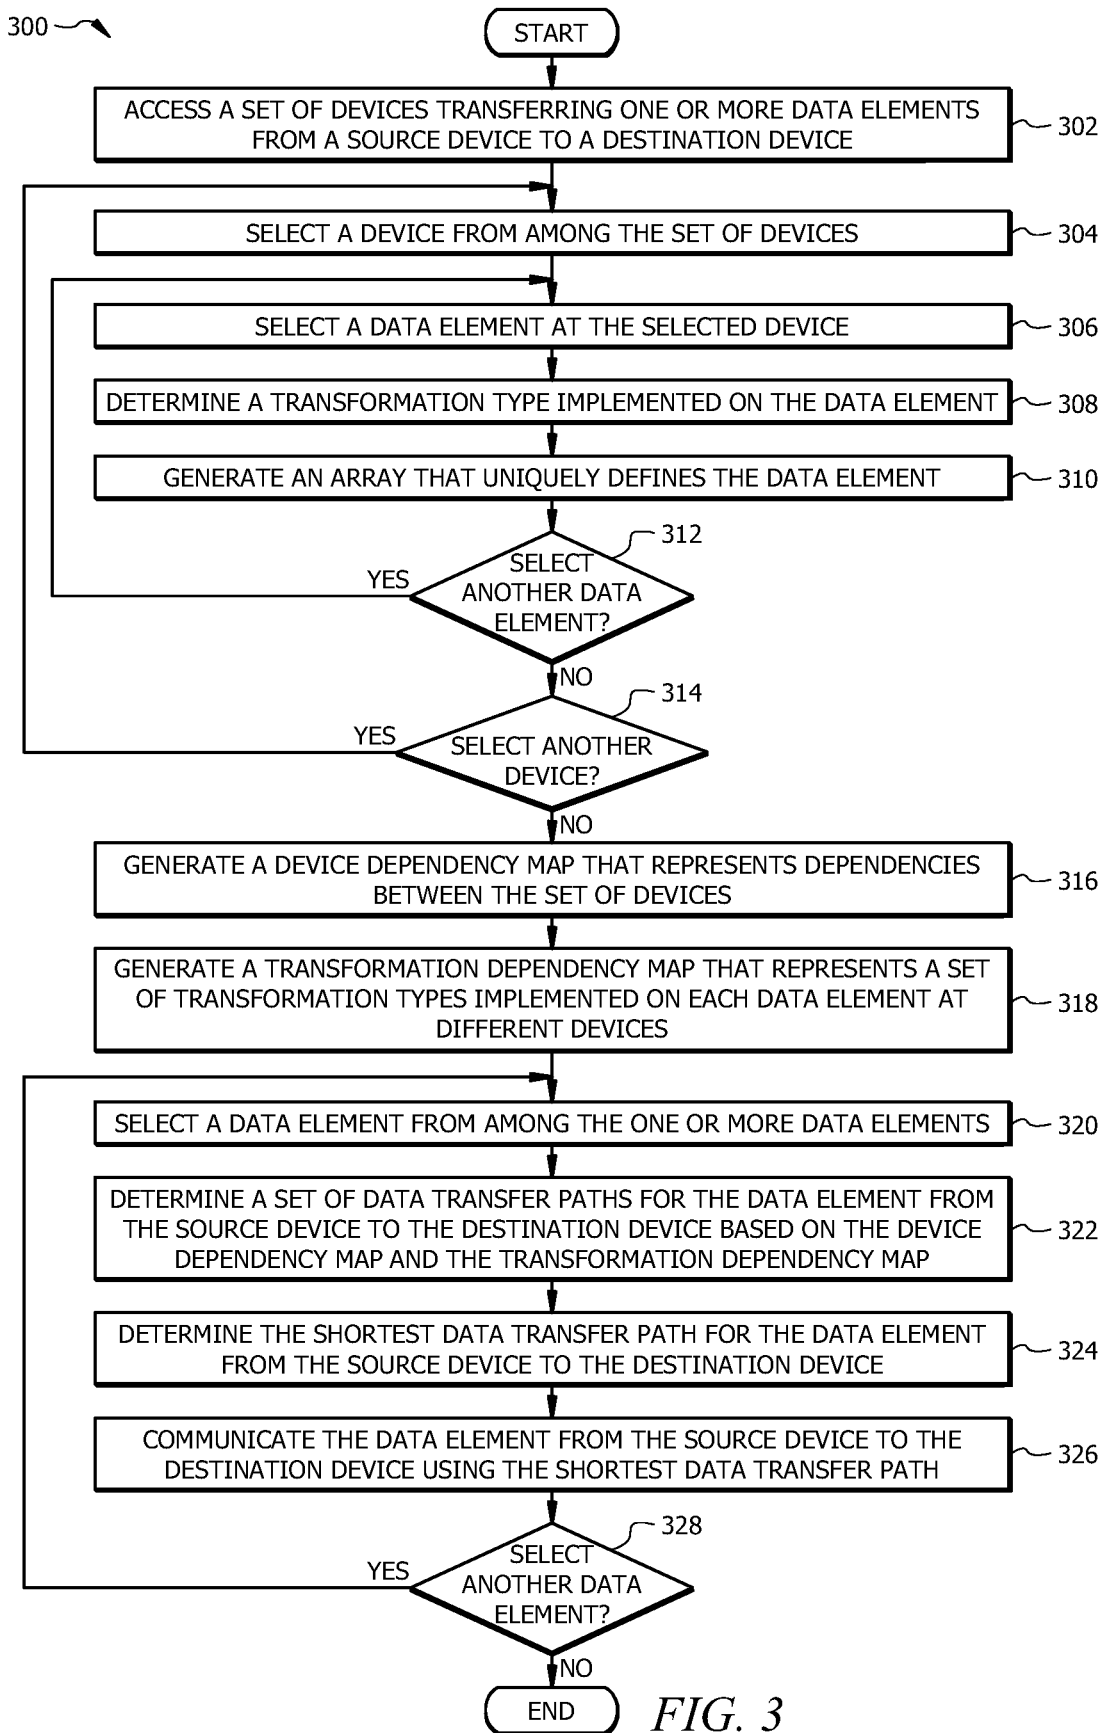 300
START
ACCESS A SET OF DEVICES TRANSFERRING ONE OR MORE DATA ELEMENTS
FROM A SOURCE DEVICE TO A DESTINATION DEVICE
302
SELECT A DEVICE FROM AMONG THE SET OF DEVICES
304
SELECT A DATA ELEMENT AT THE SELECTED DEVICE
306
DETERMINE A TRANSFORMATION TYPE IMPLEMENTED ON THE DATA ELEMENT
308
GENERATE AN ARRAY THAT UNIQUELY DEFINES THE DATA ELEMENT
310
312
SELECT
ANOTHER DATA
ELEMENT?
YES
NO
314
SELECT ANOTHER
DEVICE?
YES
NO
GENERATE A DEVICE DEPENDENCY MAP THAT REPRESENTS DEPENDENCIES
BETWEEN THE SET OF DEVICES
316
GENERATE A TRANSFORMATION DEPENDENCY MAP THAT REPRESENTS A SET
OF TRANSFORMATION TYPES IMPLEMENTED ON EACH DATA ELEMENT AT
DIFFERENT DEVICES
318
SELECT A DATA ELEMENT FROM AMONG THE ONE OR MORE DATA ELEMENTS
320
DETERMINE A SET OF DATA TRANSFER PATHS FOR THE DATA ELEMENT FROM
THE SOURCE DEVICE TO THE DESTINATION DEVICE BASED ON THE DEVICE
DEPENDENCY MAP AND THE TRANSFORMATION DEPENDENCY MAP
322
DETERMINE THE SHORTEST DATA TRANSFER PATH FOR THE DATA ELEMENT
FROM THE SOURCE DEVICE TO THE DESTINATION DEVICE
324
COMMUNICATE THE DATA ELEMENT FROM THE SOURCE DEVICE TO THE
DESTINATION DEVICE USING THE SHORTEST DATA TRANSFER PATH
326
328
SELECT
ANOTHER DATA
ELEMENT?
YES
NO
END
FIG. 3